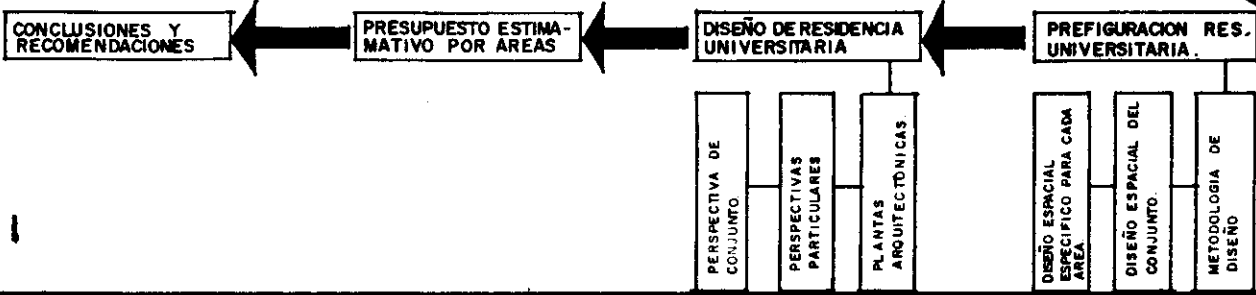 CONCLUSIONES Y
RECOMENDACIONES
PRESUPUESTO ESTIMA-
MATIVO POR AREAS
DISEÑO DE RESIDENCIA
UNIVERSITARIA
PREFIGURACION RES.
UNIVERSITARIA.
PERSPECTIVA DE
CONJUNTO.
PERSPECTIVAS
PARTICULARES
PLANTAS
ARQUITECTONICAS.
DISEÑO ESPACIAL
ESPECIFICO PARA CADA
AREA
DISEÑO ESPACIAL DEL
CONJUNTO.
METODOLOGIA DE
DISEÑO